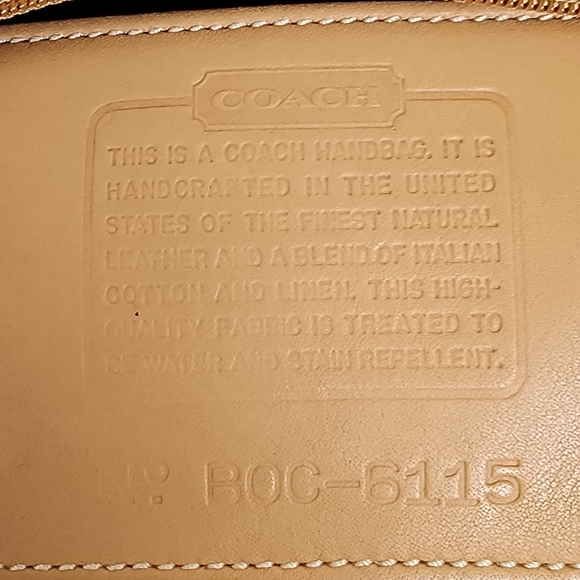 COACH
THIS IS A COACH HANDBAG. IT IS
HANDCRAFTED IN THE UNITED
STATES OF THE FINEST NATURAL
LEATHER AND A BLEND OF ITALIAN
COTTON AND LINEN. THIS HIGH-
QUALITY FABRIC IS TREATED TO
BE WATER AND STAIN REPELLENT.
Nº BOC-6115